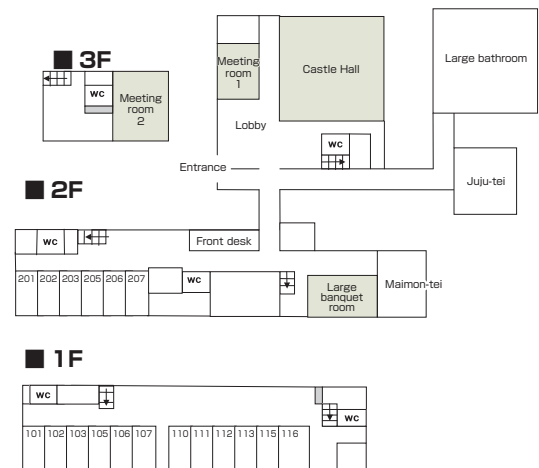 ■ 3F
WC
Meeting
room
2
Meeting
room
1
Castle Hall
Large bathroom
Lobby
WC
Entrance
Juju-tei
■ 2F
WC
Front desk
201 202 203 205 206 207
WC
Large
banquet
room
Maimon-tei
■ 1F
WC
WC
101 102 103 105 106 107 110 111 112 113 115 116